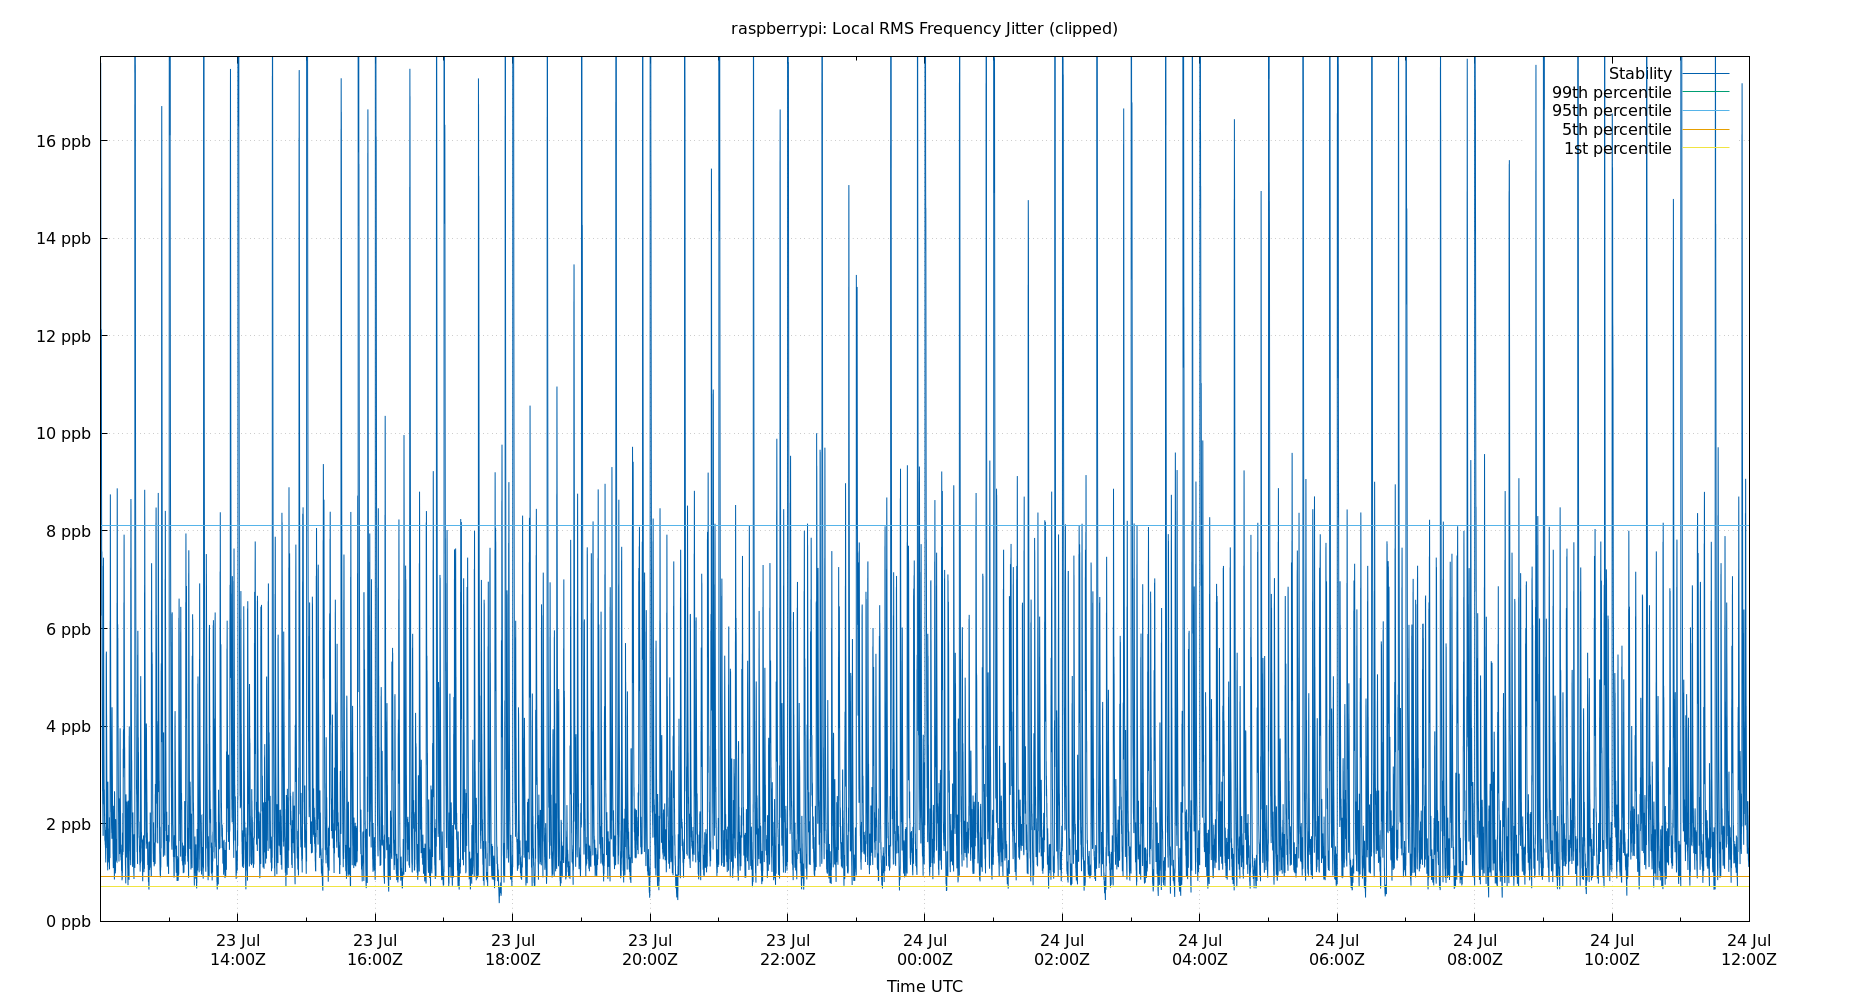 raspberrypi: Local RMS Frequency Jitter (clipped)
Stability
99th percentile
95th percentile
5th percentile
1st percentile
16 ppb
14 ppb
12 ppb
10 ppb
8 ppb
6 ppb
4 ppb
2 ppb
0 ppb
23 Jul 23 Jul 23 Jul 23 Jul 23 Jul 24 Jul 24 Jul 24 Jul 24 Jul 24 Jul 24 Jul 24 Jul
14:00Z 16:00Z 18:00Z 20:00Z 22:00Z 00:00Z 02:00Z 04:00Z 06:00Z 08:00Z 10:00Z 12:00Z
Time UTC